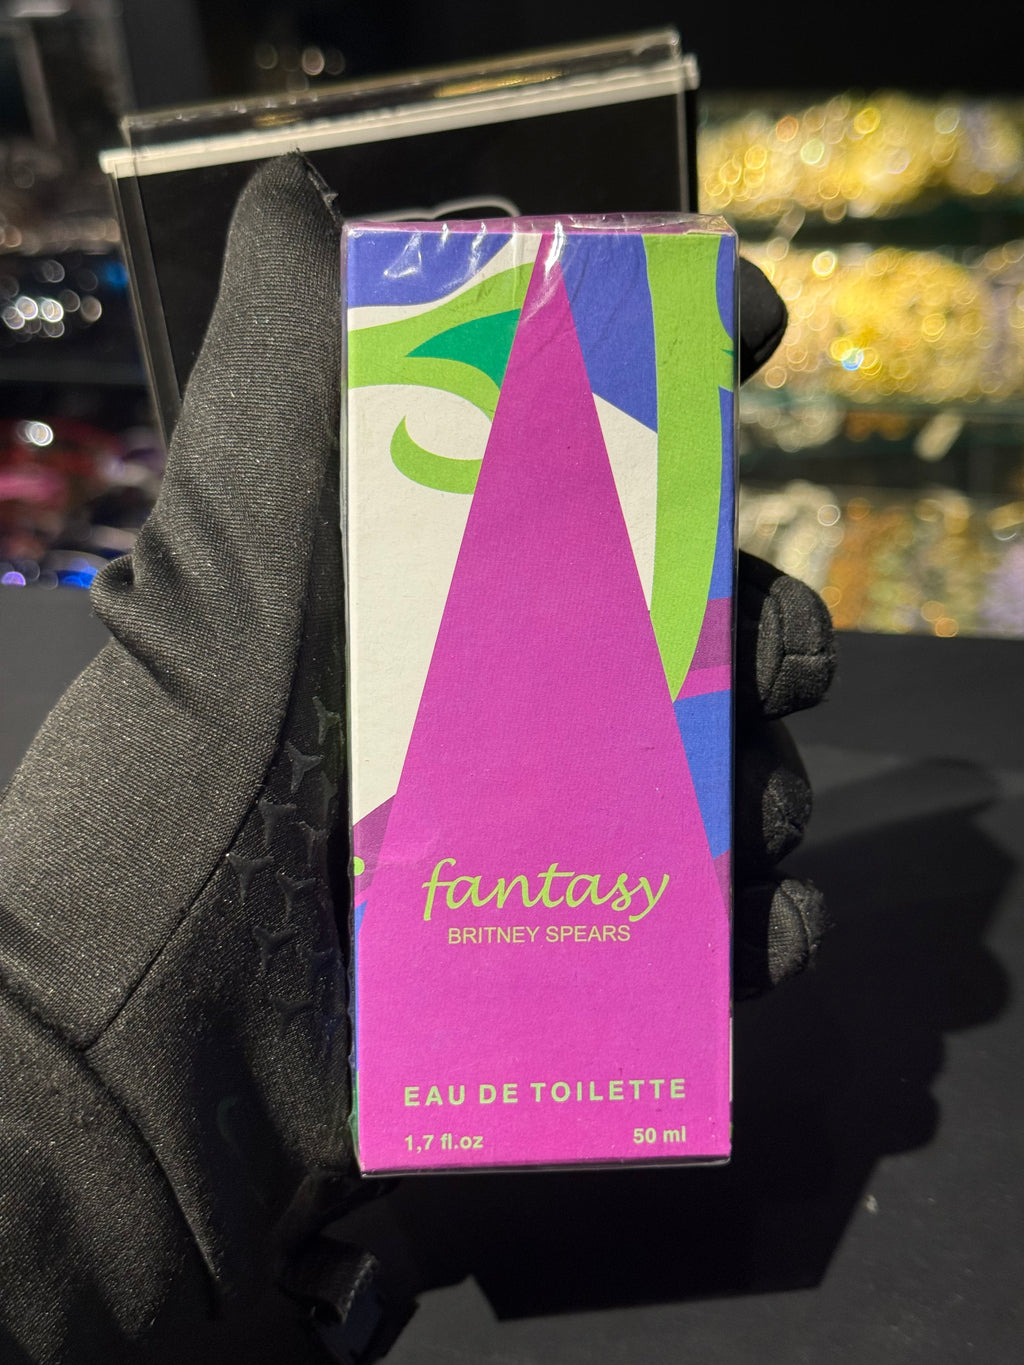 fantasy
BRITNEY SPEARS
EAU DE TOILETTE
1,7 fl.oz
50 ml